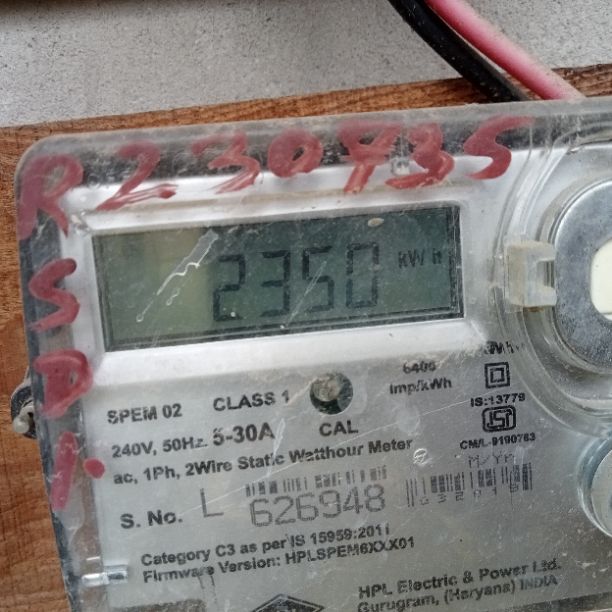 R230735
S
D
1
2350 kWh
6400
imp/kWh
SPEM 02 CLASS 1
240V, 50Hz. 5-30A CAL
IS:13779
CM/L-9190763
ac, 1Ph, 2Wire Static Watthour Meter
M/YR
S. No. L 626948
Category C3 as per IS 15959:2011
Firmware Version: HPLSPEM6XXX01
HPL Electric & Power Ltd.
Gurugram, (Haryana) INDIA